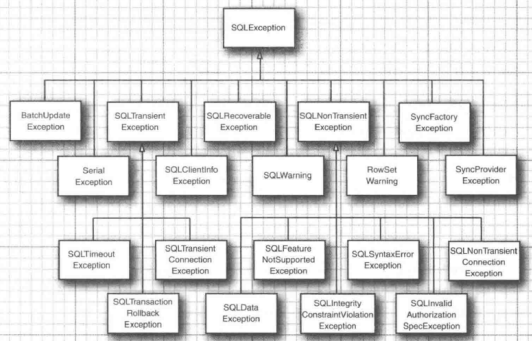 SQLException
BatchUpdate
Exception
SQLTransient
Exception
SQLRecoverable
Exception
SQLNonTransient
Exception
SyncFactory
Exception
Serial
Exception
SQLClientInfo
Exception
SQLWarning
RowSet
Warning
SyncProvider
Exception
SQLTimeout
Exception
SQLTransient
Connection
Exception
SQLFeature
NotSupported
Exception
SQLSyntaxError
Exception
SQLNonTransient
Connection
Exception
SQLTransaction
Rollback
Exception
SQLData
Exception
SQLIntegrity
ConstraintViolation
Exception
SQLInvalid
Authorization
SpecException